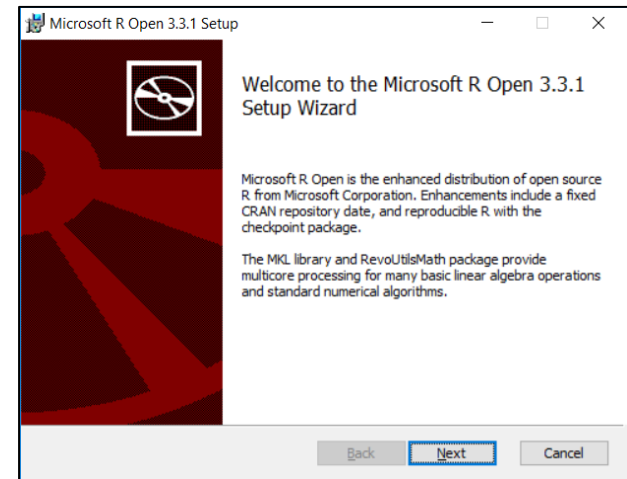 Microsoft R Open 3.3.1 Setup
Welcome to the Microsoft R Open 3.3.1
Setup Wizard
Microsoft R Open is the enhanced distribution of open source
R from Microsoft Corporation. Enhancements include a fixed
CRAN repository date, and reproducible R with the
checkpoint package.
The MKL library and RevoUtilsMath package provide
multicore processing for many basic linear algebra operations
and standard numerical algorithms.
Back Next Cancel